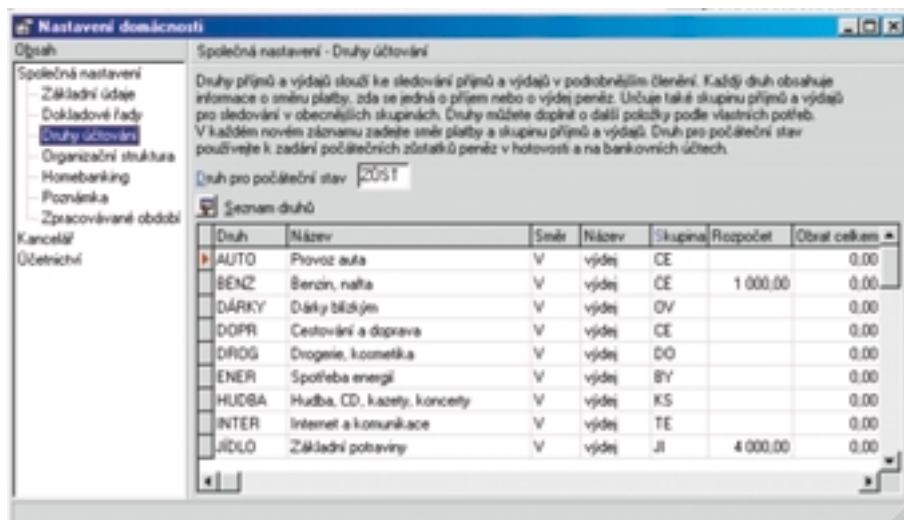 Nastavení domácnosti
Obsah
Společná nastavení
Základní údaje
Dokladové řady
Druhy účtování
Organizační struktura
Homebanking
Poznámka
Zpracovávané období
Kancelář
Účetnictví
Společná nastavení - Druhy účtování
Druhy příjmů a výdajů slouží ke sledování příjmů a výdajů v podrobnějším členění. Každý druh obsahuje
informace o směru platby, zda se jedná o příjem nebo o výdej peněz. Určuje také skupinu příjmů a výdajů
pro sledování v obecnějších skupinách. Druhy můžete doplnit o další položky podle vlastních potřeb.
V každém novém záznamu zadejte směr platby a skupinu příjmů a výdajů. Druh pro počáteční stav
používejte k zadání počátečních zůstatků peněz v hotovosti a na bankovních účtech.
Druh pro počáteční stav ZŮST
Seznam druhů
Druh Název Směr Název Skupina Rozpočet Obrat celkem
AUTO Provoz auta V výdej CE 0,00
BENZ Benzin, nafta V výdej CE 1 000,00 0,00
DÁRKY Dárky blízkým V výdej OV 0,00
DOPR Cestování a doprava V výdej CE 0,00
DROG Drogerie, kosmetika V výdej DO 0,00
ENER Spotřeba energií V výdej BY 0,00
HUDBA Hudba, CD, kazety, koncerty V výdej KS 0,00
INTER Internet a komunikace V výdej TE 0,00
JÍDLO Základní potraviny V výdej JI 4 000,00 0,00